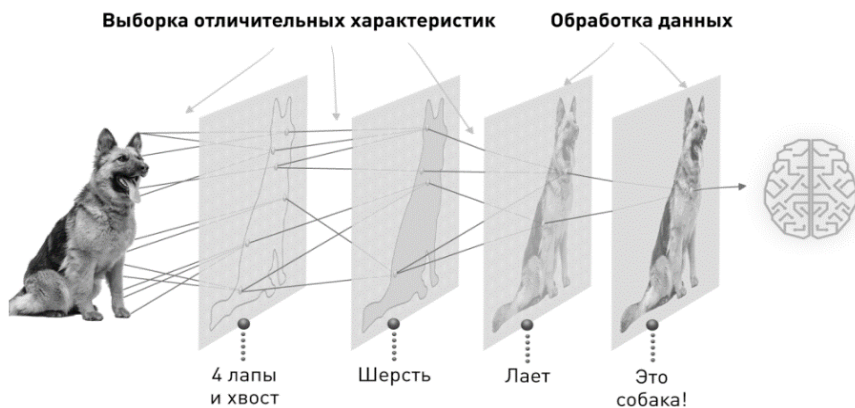 Выборка отличительных характеристик
Обработка данных
4 лапы
и хвост
Шерсть
Лает
Это
собака!